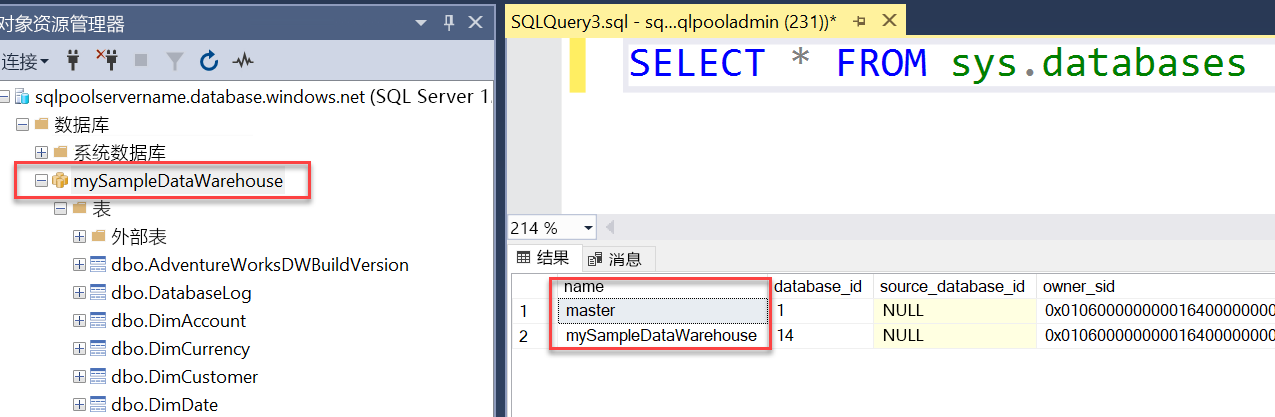 对象资源管理器
连接
sqlpoolservername.database.windows.net (SQL Server 1.
数据库
系统数据库
mySampleDataWarehouse
表
外部表
dbo.AdventureWorksDWBuildVersion
dbo.DatabaseLog
dbo.DimAccount
dbo.DimCurrency
dbo.DimCustomer
dbo.DimDate
SQLQuery3.sql - sq...qlpooladmin (231))*
SELECT * FROM sys.databases
214 %
结果 消息
name database_id source_database_id owner_sid
1 master 1 NULL 0x01060000000001640000000
2 mySampleDataWarehouse 14 NULL 0x01060000000001640000000